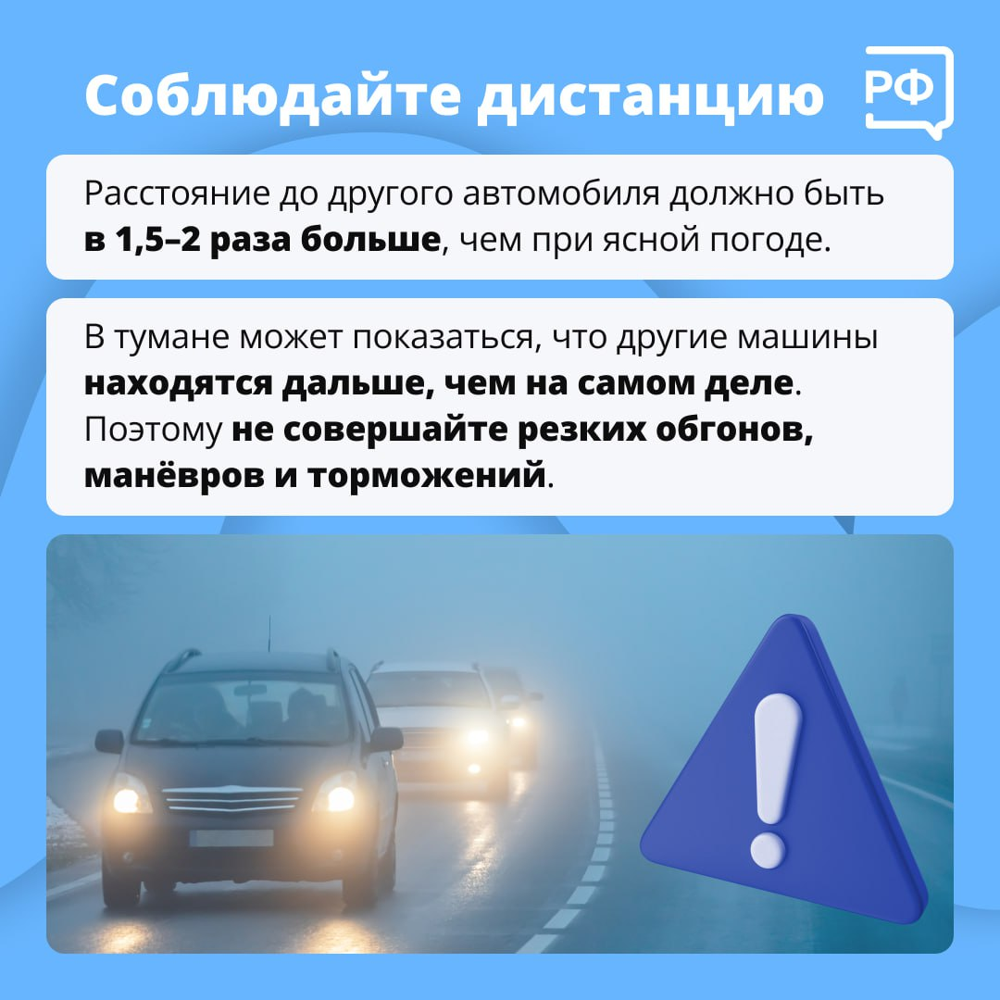 Соблюдайте дистанцию
РФ
Расстояние до другого автомобиля должно быть
в 1,5–2 раза больше, чем при ясной погоде.
В тумане может показаться, что другие машины
находятся дальше, чем на самом деле.
Поэтому не совершайте резких обгонов,
манёвров и торможений.